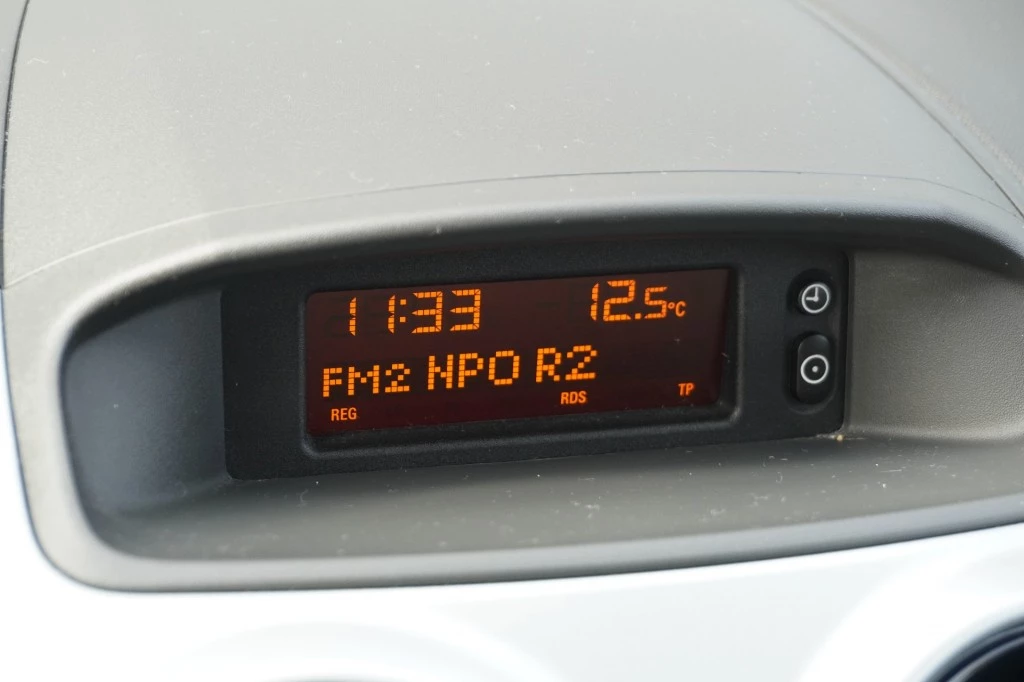 11:33 12.5°C
FM2 NPO R2
REG RDS TP